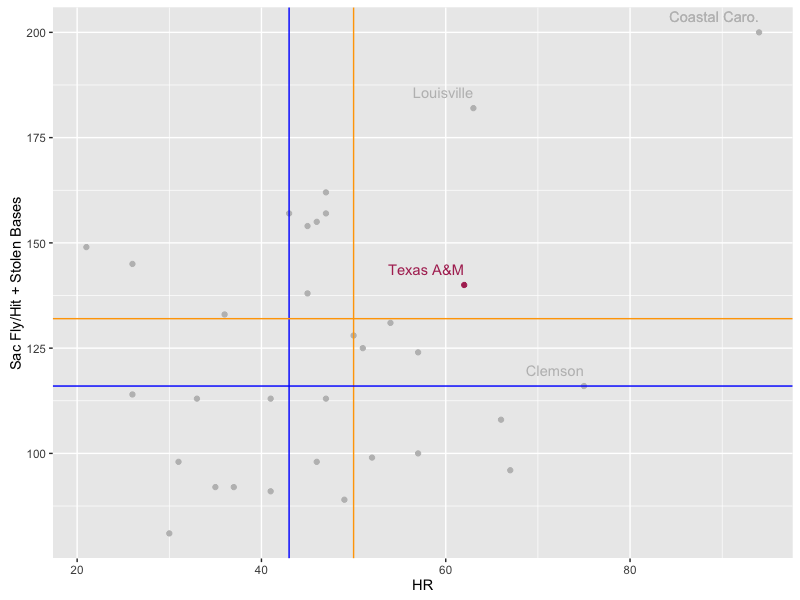 Coastal Caro.
Louisville
Texas A&M
Clemson
200
175
150
125
100
20
40
60
80
HR
Sac Fly/Hit + Stolen Bases